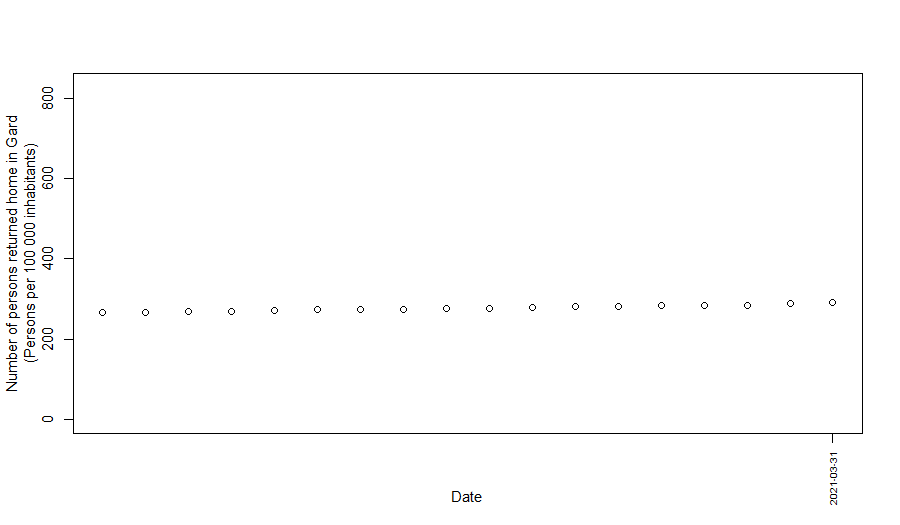 Number of persons returned home in Gard
(Persons per 100 000 inhabitants)
800
600
400
200
0
2021-03-31
Date